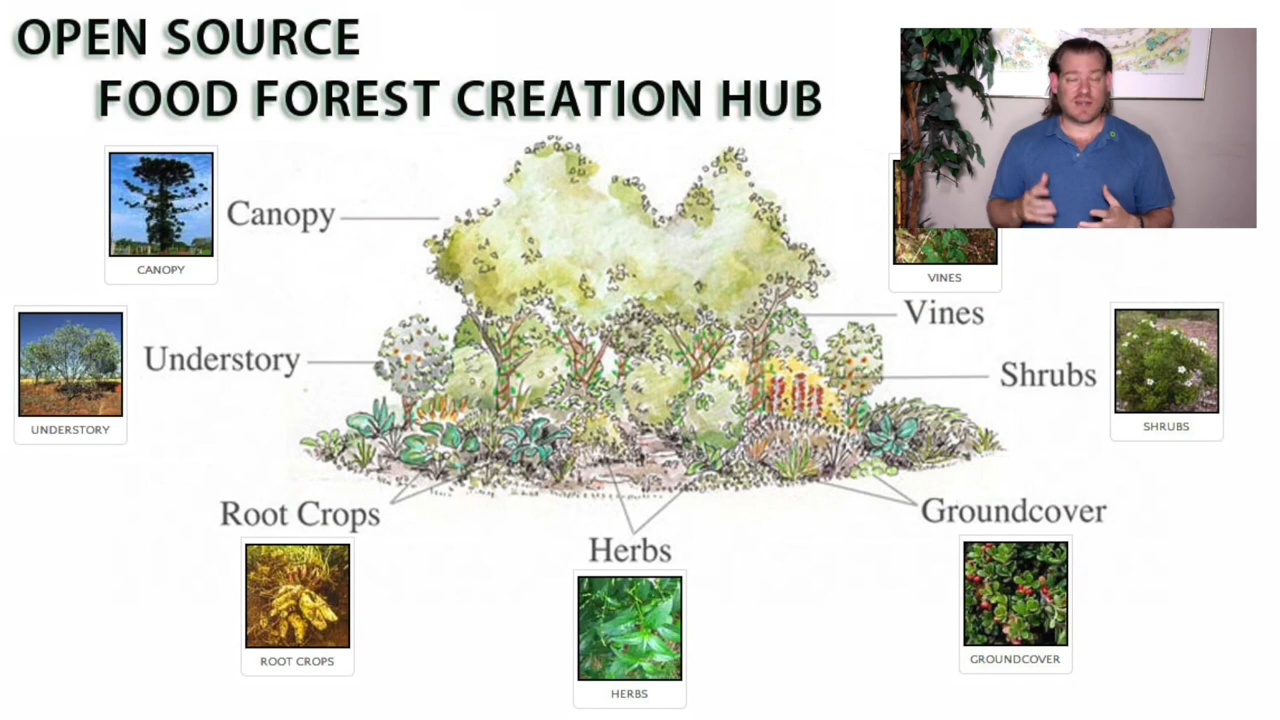 OPEN SOURCE
FOOD FOREST CREATION HUB
CANOPY
Canopy
VINES
Vines
UNDERSTORY
Understory
Shrubs
SHRUBS
Root Crops
ROOT CROPS
Herbs
HERBS
Groundcover
GROUNDCOVER